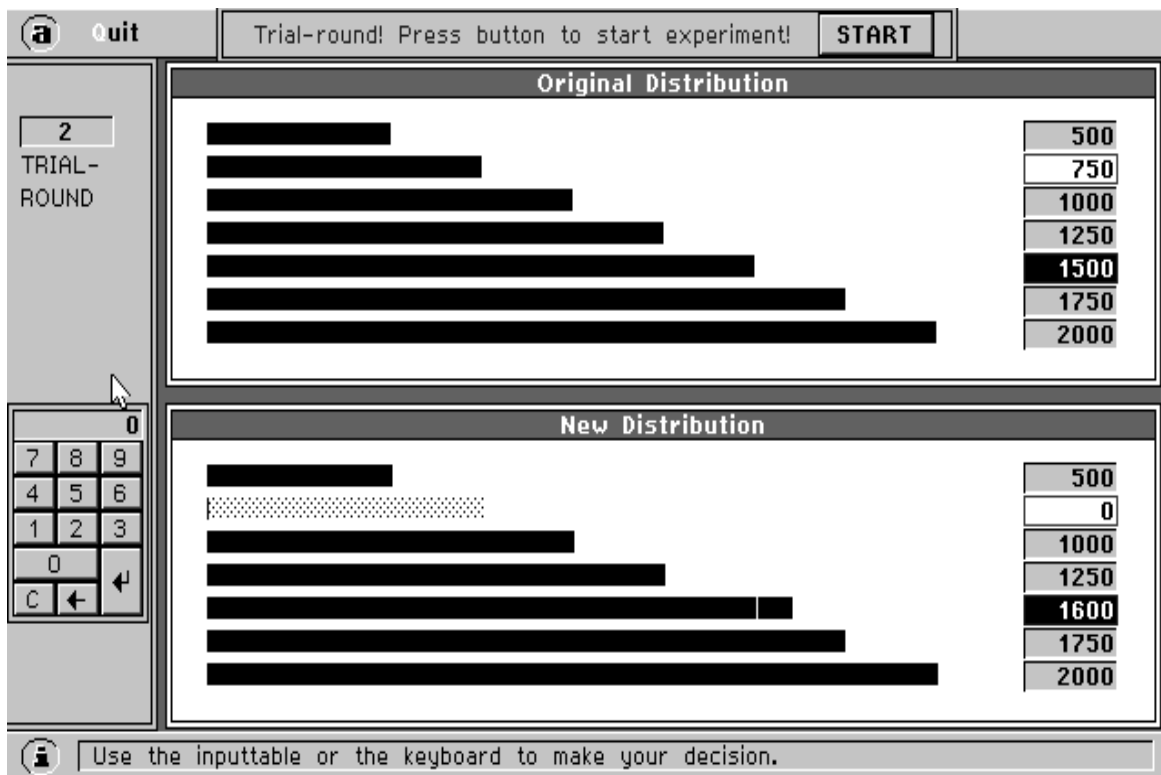 a Quit
Trial-round! Press button to start experiment! START
Original Distribution
2
TRIAL-
ROUND
500
750
1000
1250
1500
1750
2000
0
7 8 9
4 5 6
1 2 3
0
C
New Distribution
500
0
1000
1250
1600
1750
2000
i Use the inputtable or the keyboard to make your decision.